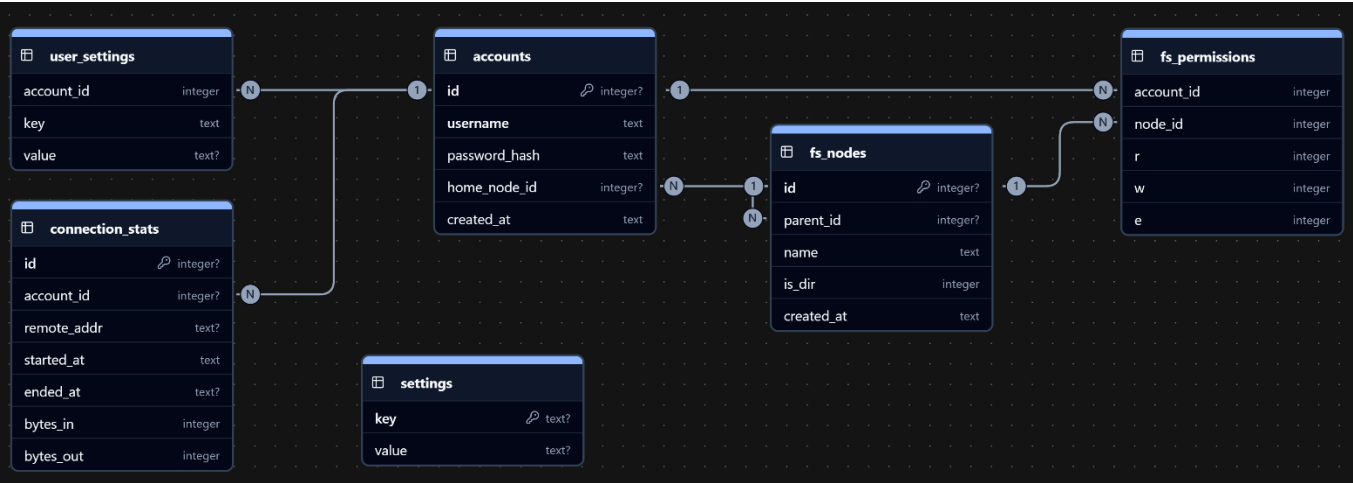 user_settings
account_id integer N
key text
value text?
connection_stats
id integer?
account_id integer? N
remote_addr text?
started_at text
ended_at text?
bytes_in integer
bytes_out integer
accounts
1 id integer? 1
username text
password_hash text
home_node_id integer? N
created_at text
settings
key text?
value text?
fs_nodes
1 id integer? 1
N parent_id integer?
name text
is_dir integer
created_at text
fs_permissions
N account_id integer
N node_id integer
r integer
w integer
e integer